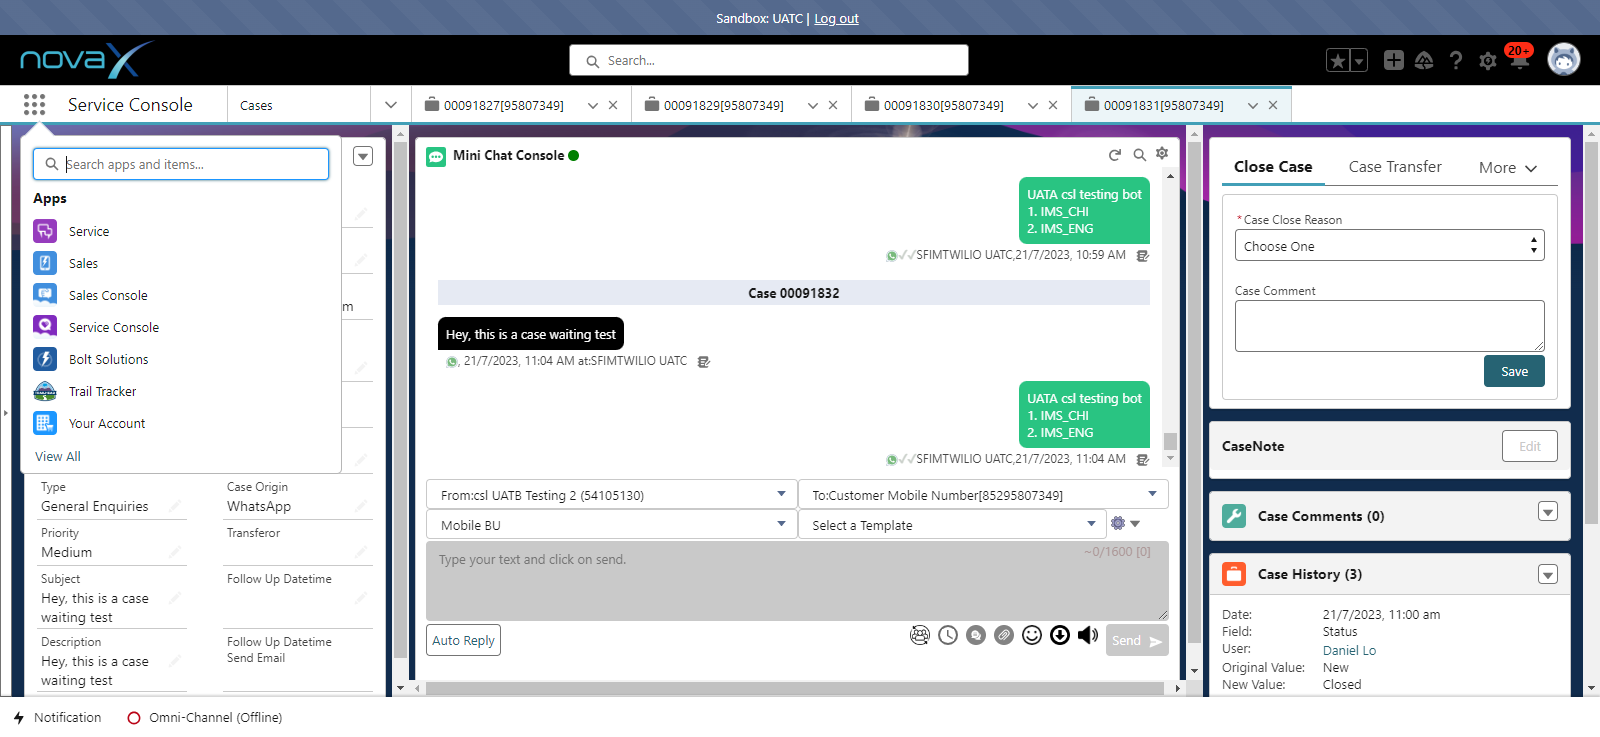 Sandbox: UATC | Log out
novaX
Search...
20+
Service Console
Cases
00091827[95807349]
00091829[95807349]
00091830[95807349]
00091831[95807349]
Search apps and items...
Apps
Service
Sales
Sales Console
Service Console
Bolt Solutions
Trail Tracker
Your Account
View All
m
Type
General Enquiries
Case Origin
WhatsApp
Priority
Medium
Transferor
Subject
Hey, this is a case
waiting test
Follow Up Datetime
Description
Hey, this is a case
waiting test
Follow Up Datetime
Send Email
Mini Chat Console
UATA csl testing bot
1. IMS_CHI
2. IMS_ENG
SFIMTWILIO UATC,21/7/2023, 10:59 AM
Case 00091832
Hey, this is a case waiting test
, 21/7/2023, 11:04 AM at:SFIMTWILIO UATC
UATA csl testing bot
1. IMS_CHI
2. IMS_ENG
SFIMTWILIO UATC,21/7/2023, 11:04 AM
From:csl UATB Testing 2 (54105130)
To:Customer Mobile Number[85295807349]
Mobile BU
Select a Template
Type your text and click on send.
~0/1600 [0]
Auto Reply
Send
Close Case
Case Transfer
More
*Case Close Reason
Choose One
Case Comment
Save
CaseNote
Edit
Case Comments (0)
Case History (3)
Date: 21/7/2023, 11:00 am
Field: Status
User: Daniel Lo
Original Value: New
New Value: Closed
Notification
Omni-Channel (Offline)